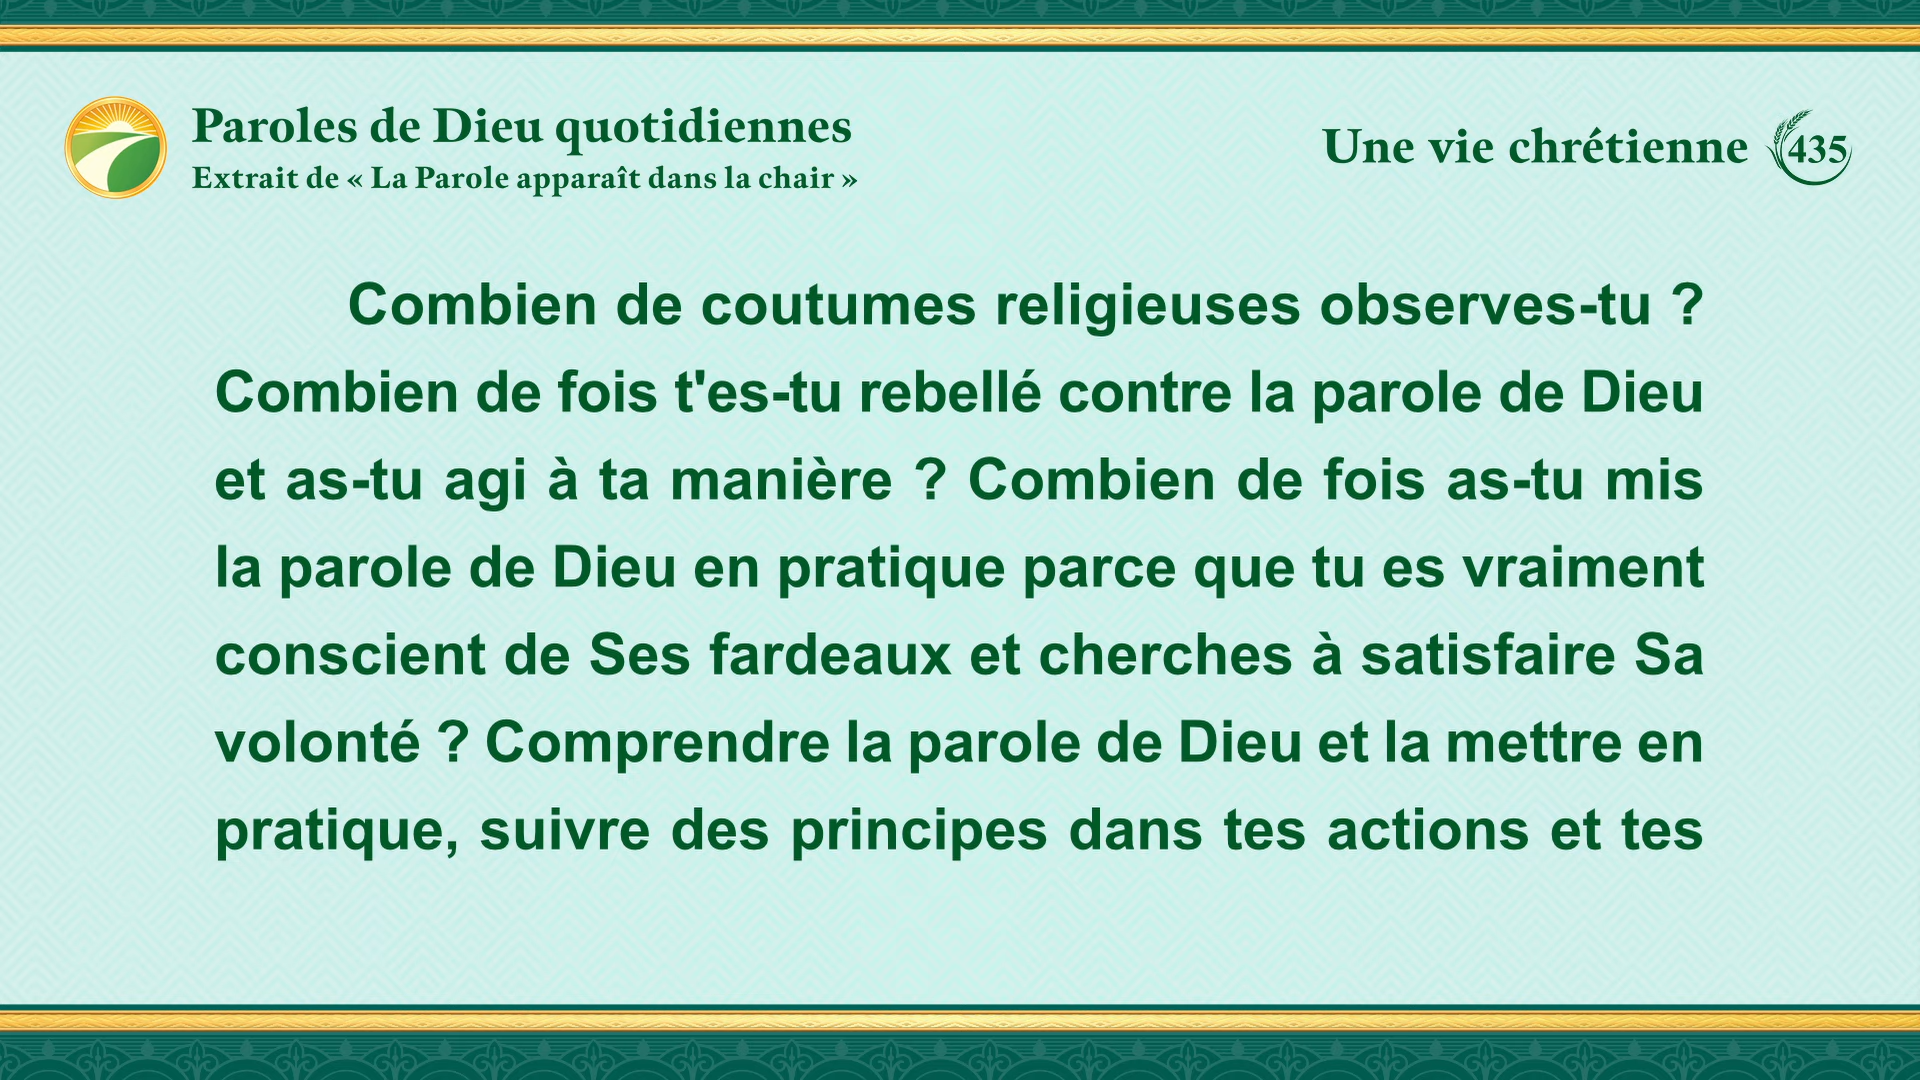 Paroles de Dieu quotidiennes
Extrait de « La Parole apparaît dans la chair »
Une vie chrétienne 435
Combien de coutumes religieuses observes-tu ?
Combien de fois t'es-tu rebellé contre la parole de Dieu
et as-tu agi à ta manière ? Combien de fois as-tu mis
la parole de Dieu en pratique parce que tu es vraiment
conscient de Ses fardeaux et cherches à satisfaire Sa
volonté ? Comprendre la parole de Dieu et la mettre en
pratique, suivre des principes dans tes actions et tes